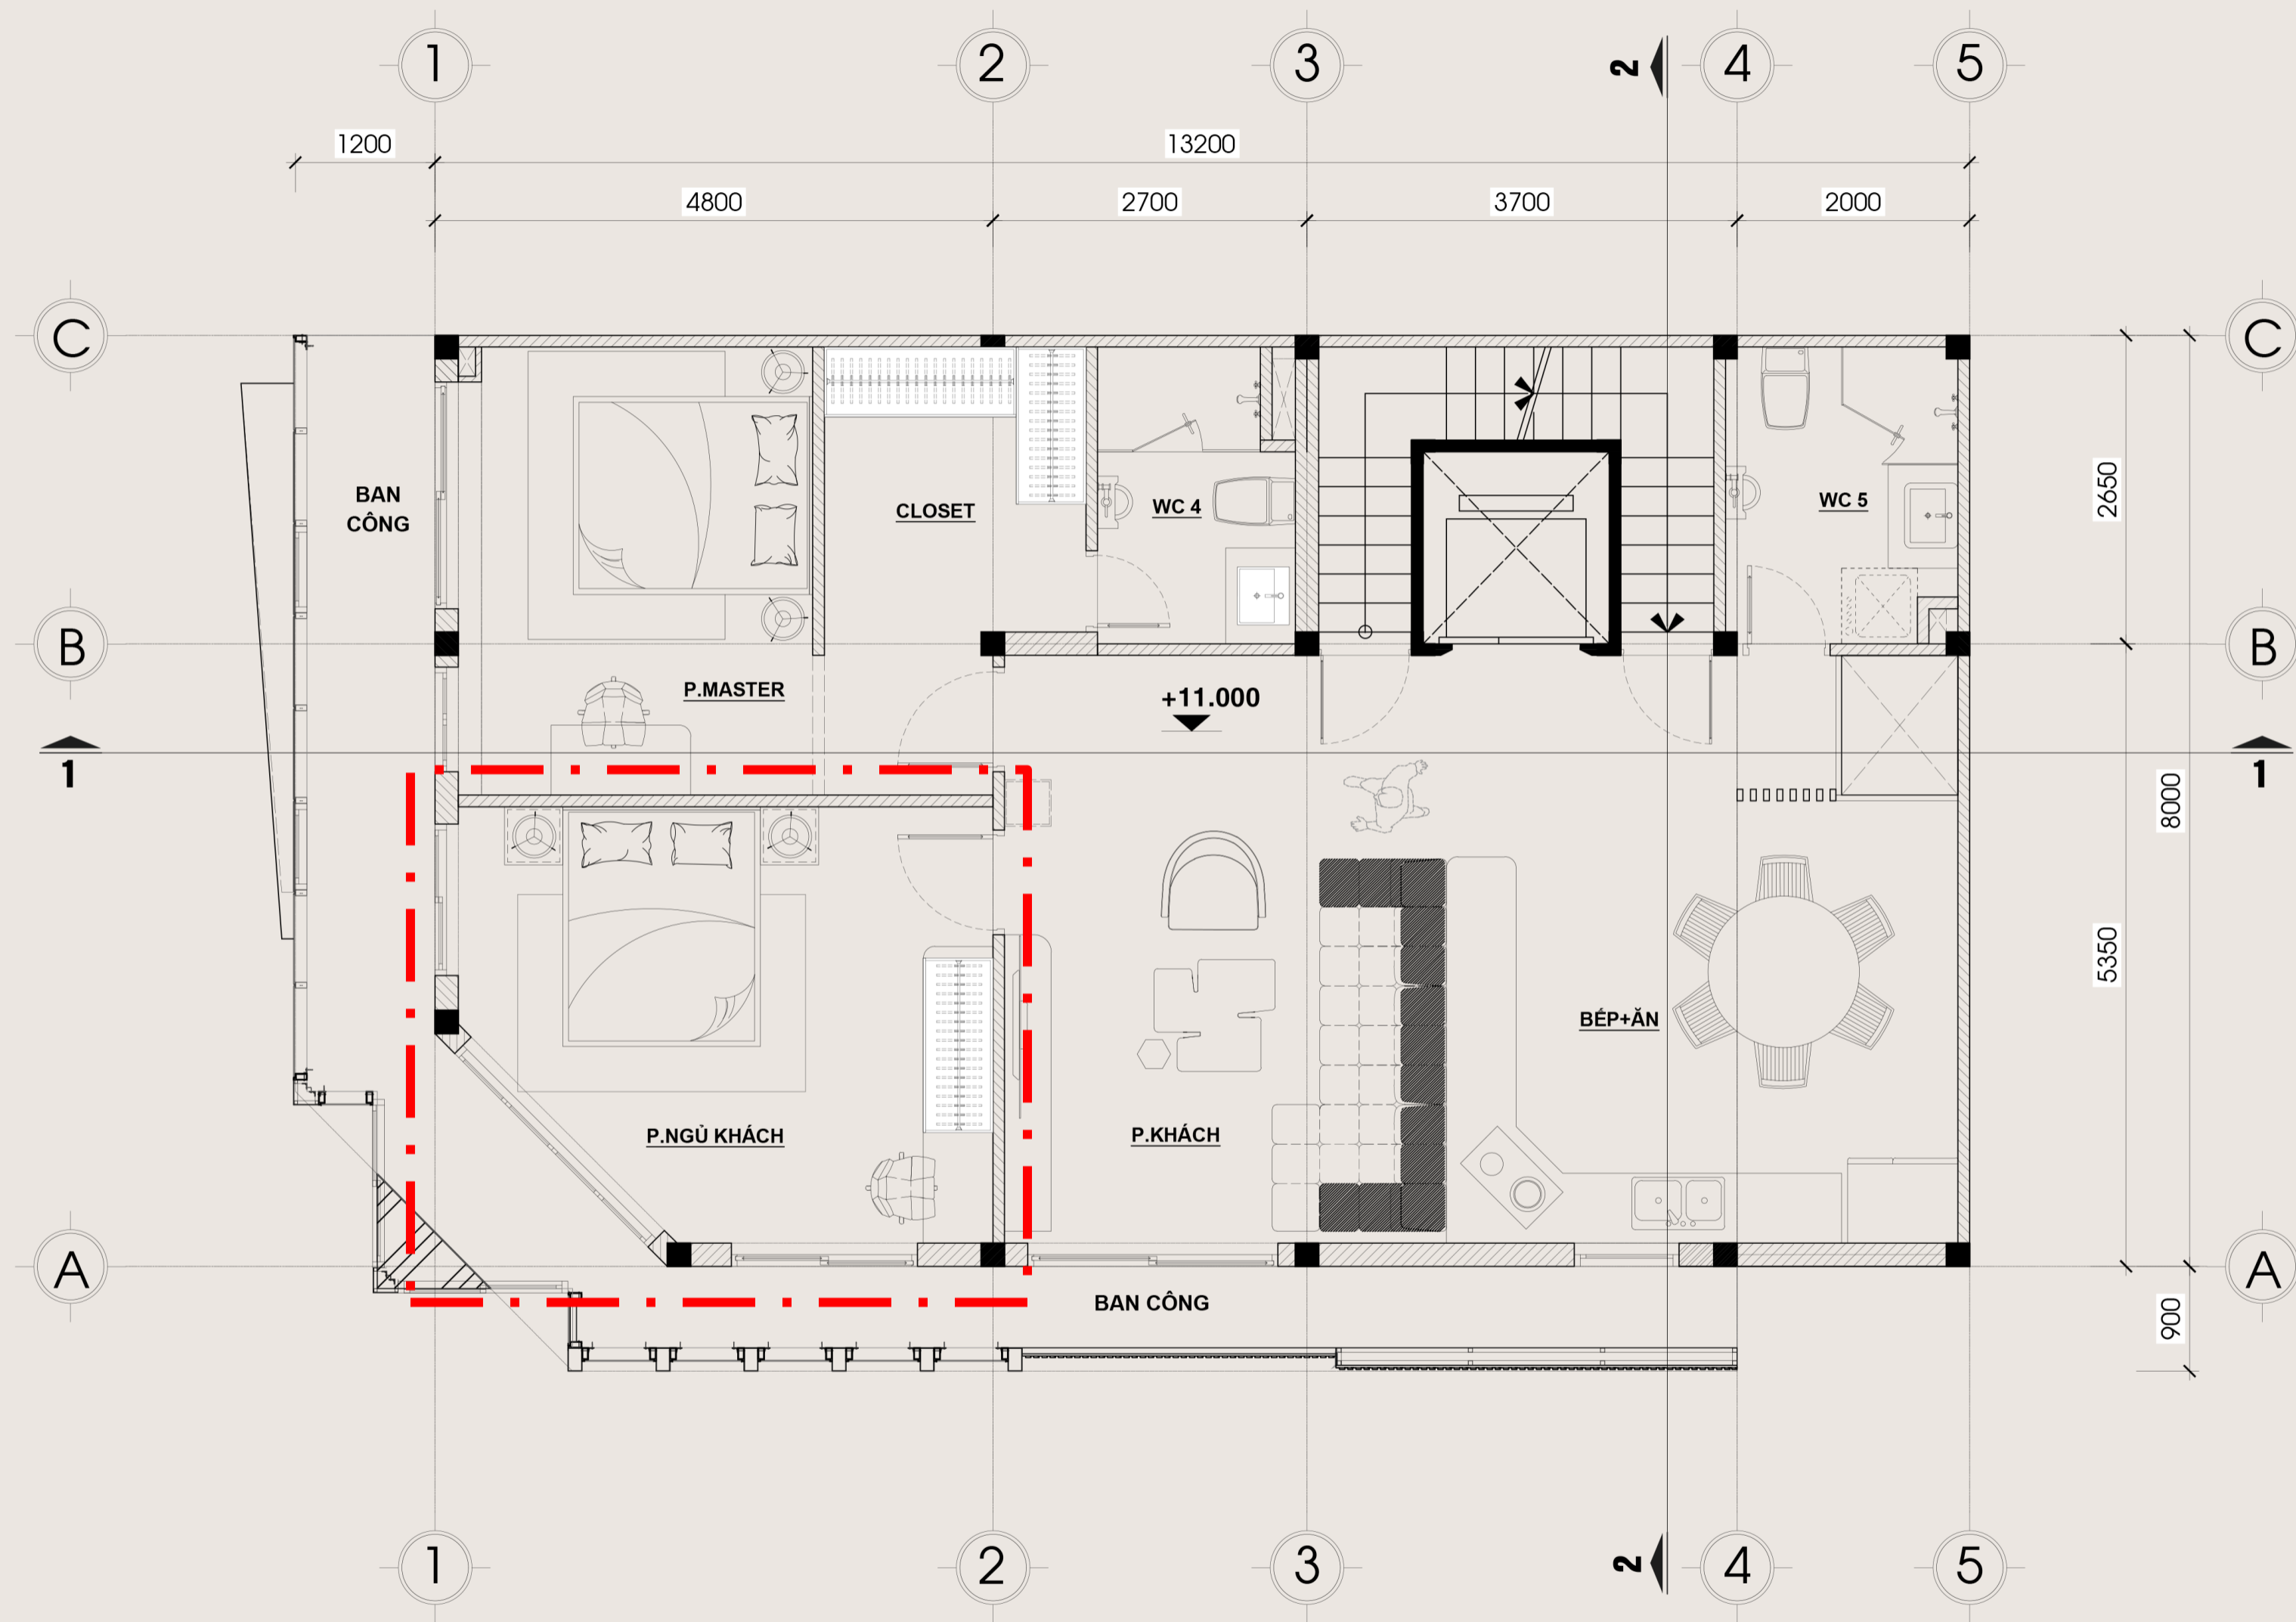 1 2 3 2 4 5
1200 13200
4800 2700 3700 2000
C C
BAN
CÔNG
CLOSET
WC 4
WC 5
2650
B B
P.MASTER
+11.000
1 1
8000
5350
BẾP+ĂN
P.NGỦ KHÁCH
P.KHÁCH
A A
BAN CÔNG
900
1 2 3 2 4 5